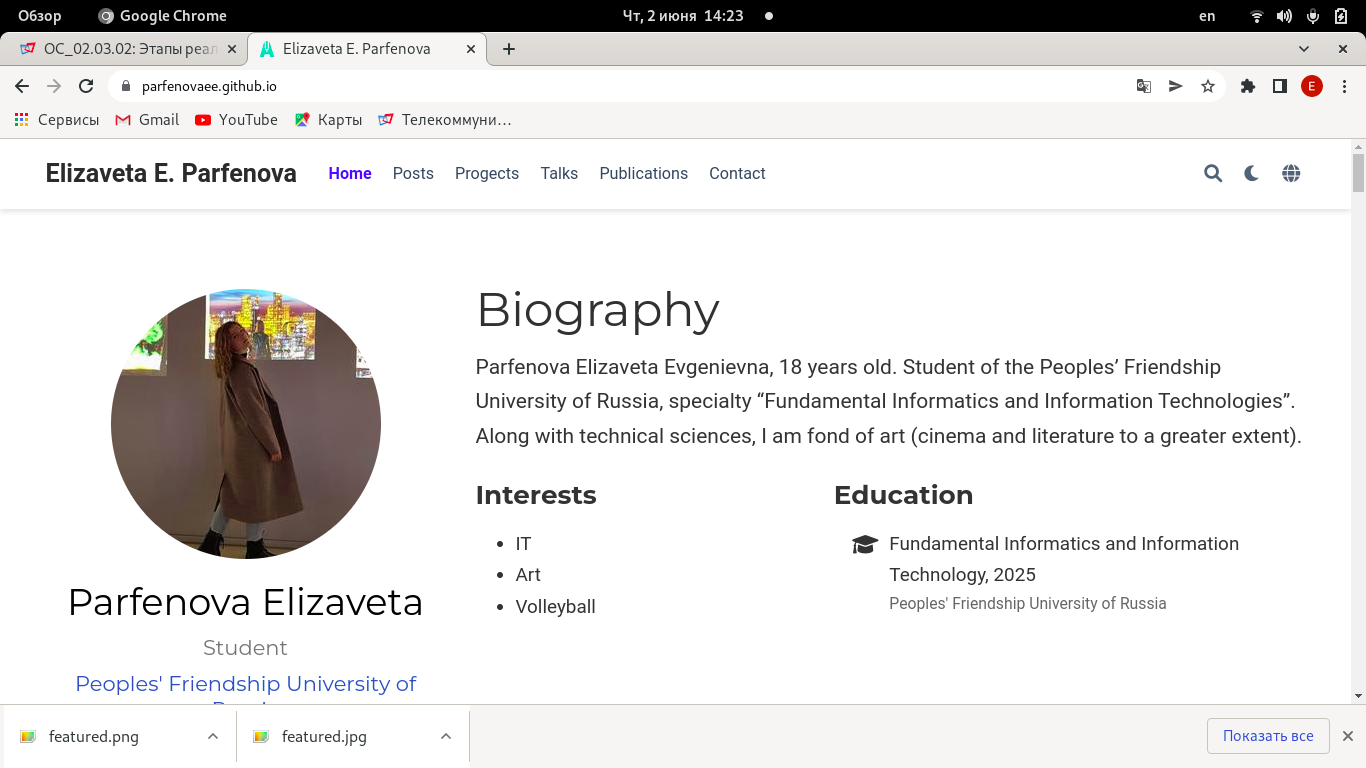 Обзор
Google Chrome
Чт, 2 июня 14:23
en
ОС_02.03.02: Этапы реал
Elizaveta E. Parfenova
parfenovaee.github.io
E
Сервисы
Gmail
YouTube
Карты
Телекоммуни…
Elizaveta E. Parfenova
Home
Posts
Progects
Talks
Publications
Contact
Biography
Parfenova Elizaveta Evgenievna, 18 years old. Student of the Peoples’ Friendship
University of Russia, specialty “Fundamental Informatics and Information Technologies”.
Along with technical sciences, I am fond of art (cinema and literature to a greater extent).
Interests
IT
Art
Volleyball
Education
Fundamental Informatics and Information
Technology, 2025
Peoples' Friendship University of Russia
Parfenova Elizaveta
Student
Peoples' Friendship University of
featured.png
featured.jpg
Показать все